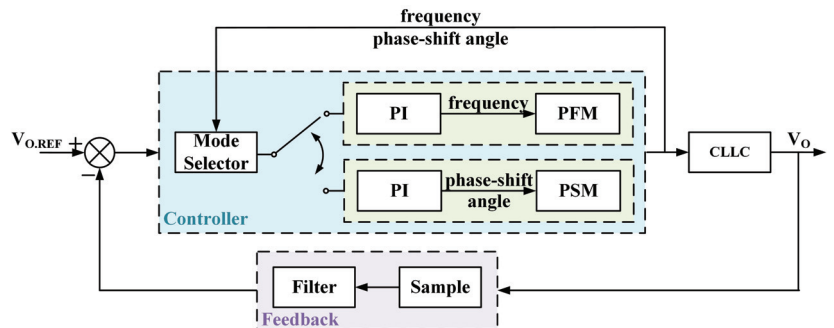 frequency
phase-shift angle
V_O.REF
+
−
Mode
Selector
PI
frequency
PFM
PI
phase-shift
angle
PSM
Controller
CLLC
V_O
Filter
Sample
Feedback